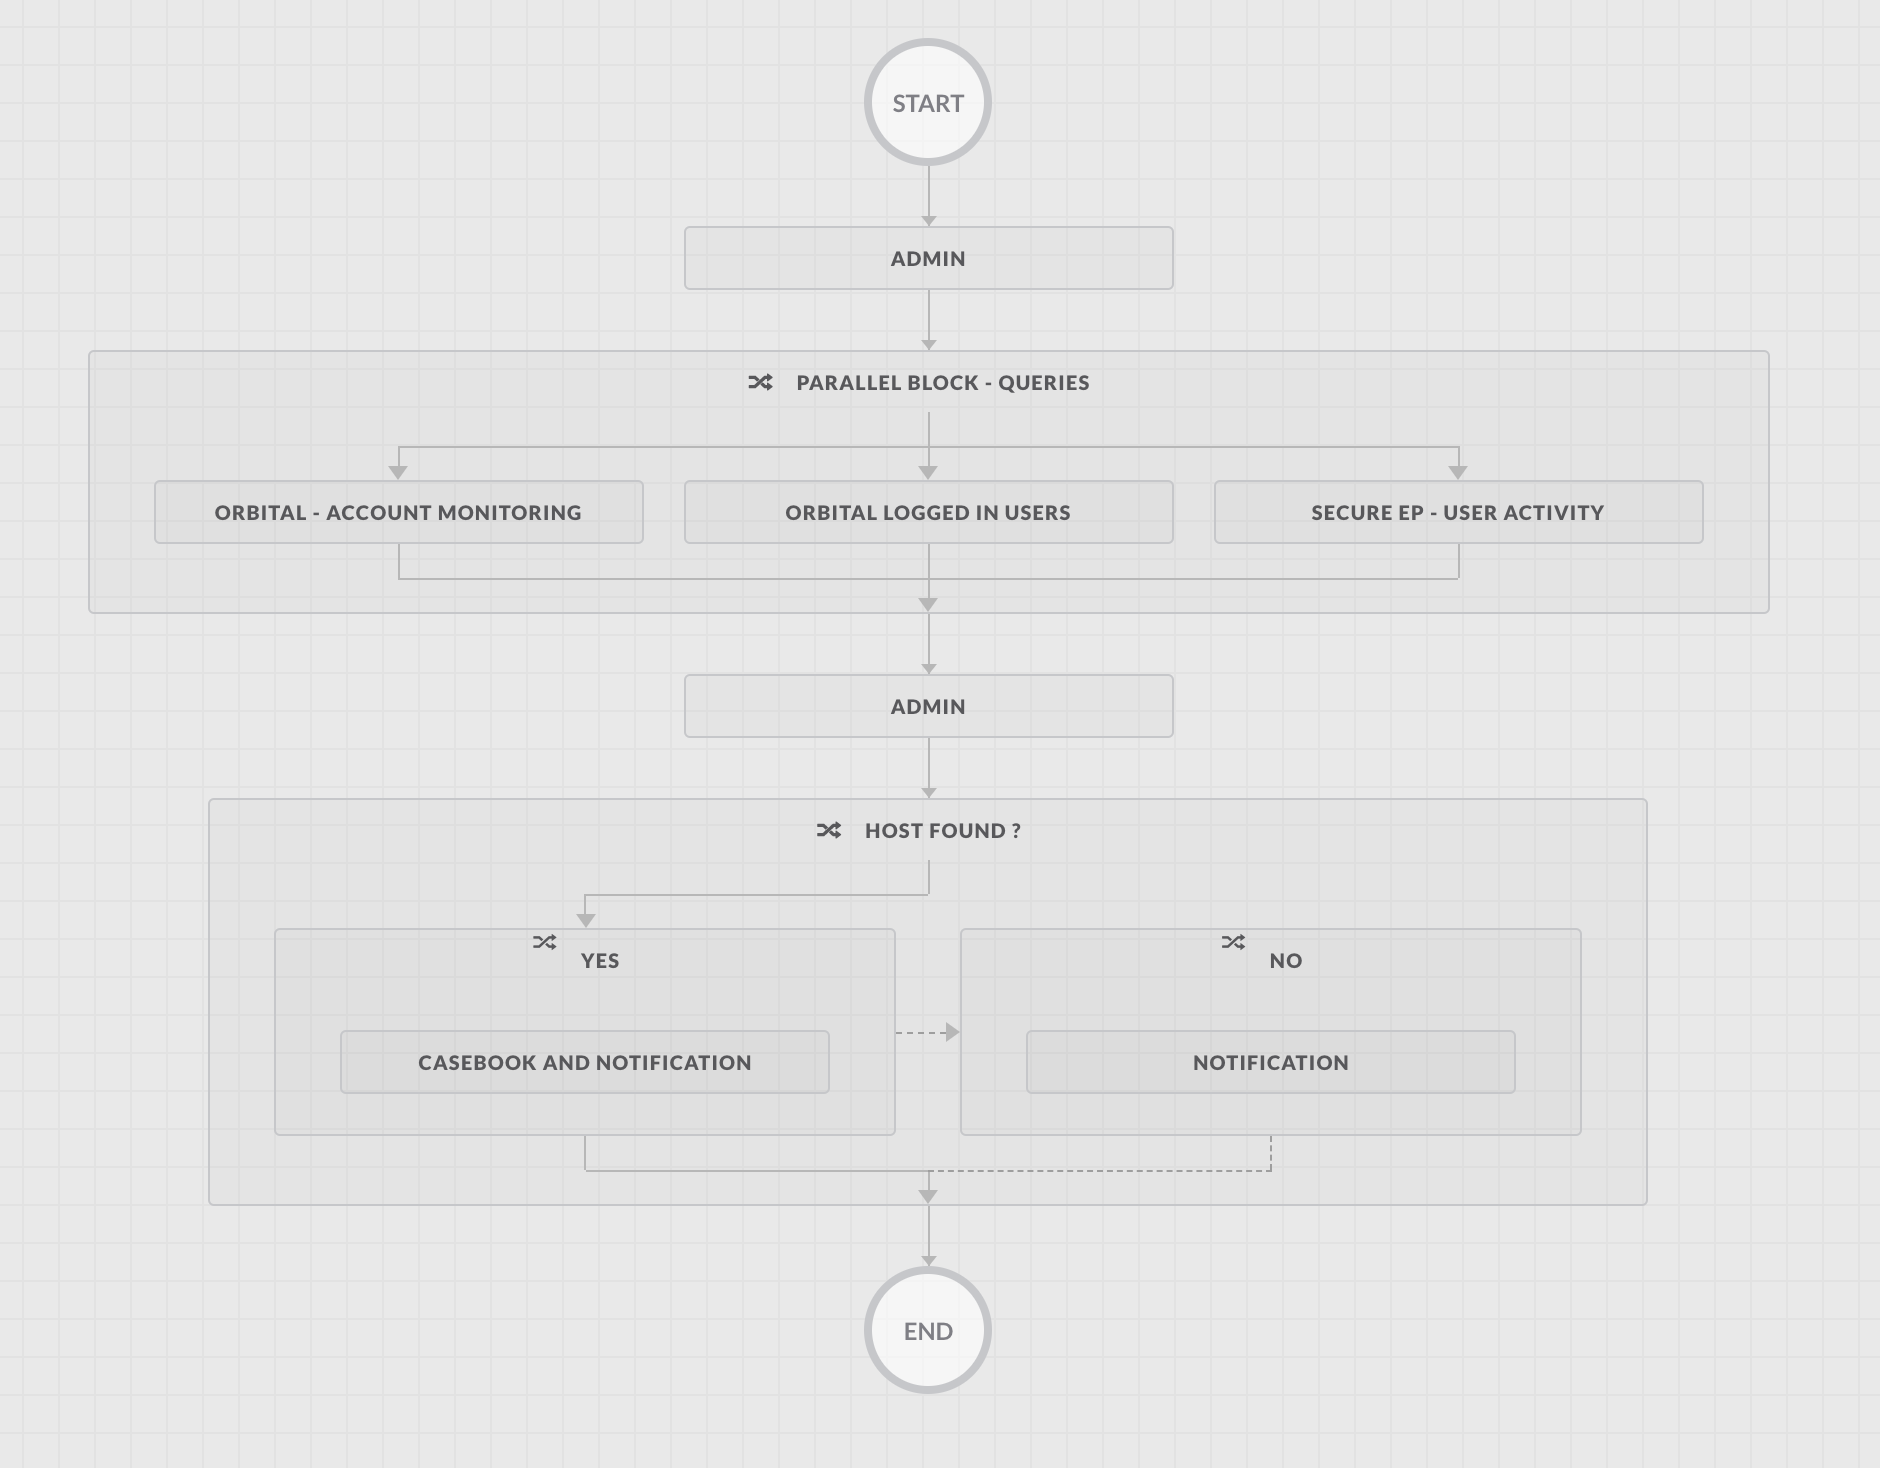 START
ADMIN
PARALLEL BLOCK - QUERIES
ORBITAL - ACCOUNT MONITORING
ORBITAL LOGGED IN USERS
SECURE EP - USER ACTIVITY
ADMIN
HOST FOUND ?
YES
NO
CASEBOOK AND NOTIFICATION
NOTIFICATION
END